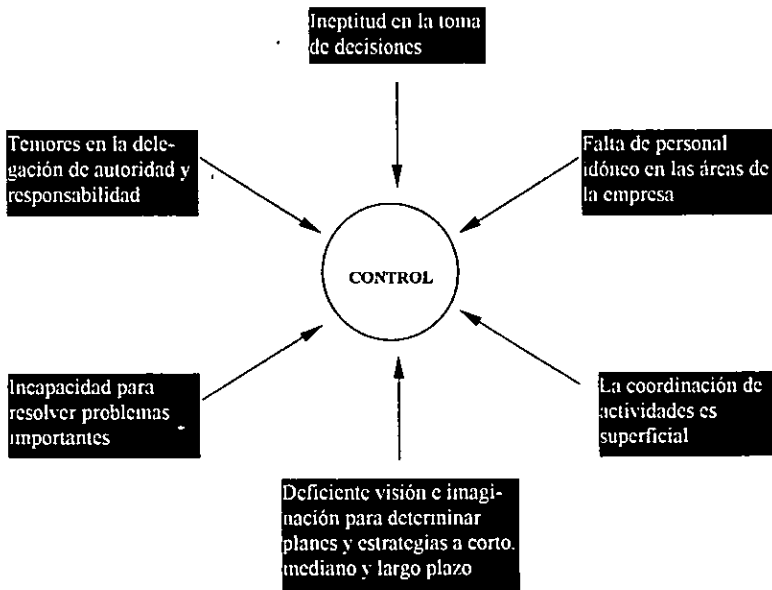 Ineptitud en la toma
de decisiones
Temores en la dele-
gación de autoridad y
responsabilidad
Falta de personal
idóneo en las áreas de
la empresa
CONTROL
Incapacidad para
resolver problemas
importantes
La coordinación de
actividades es
superficial
Deficiente visión e imagi-
nación para determinar
planes y estrategias a corto.
mediano y largo plazo